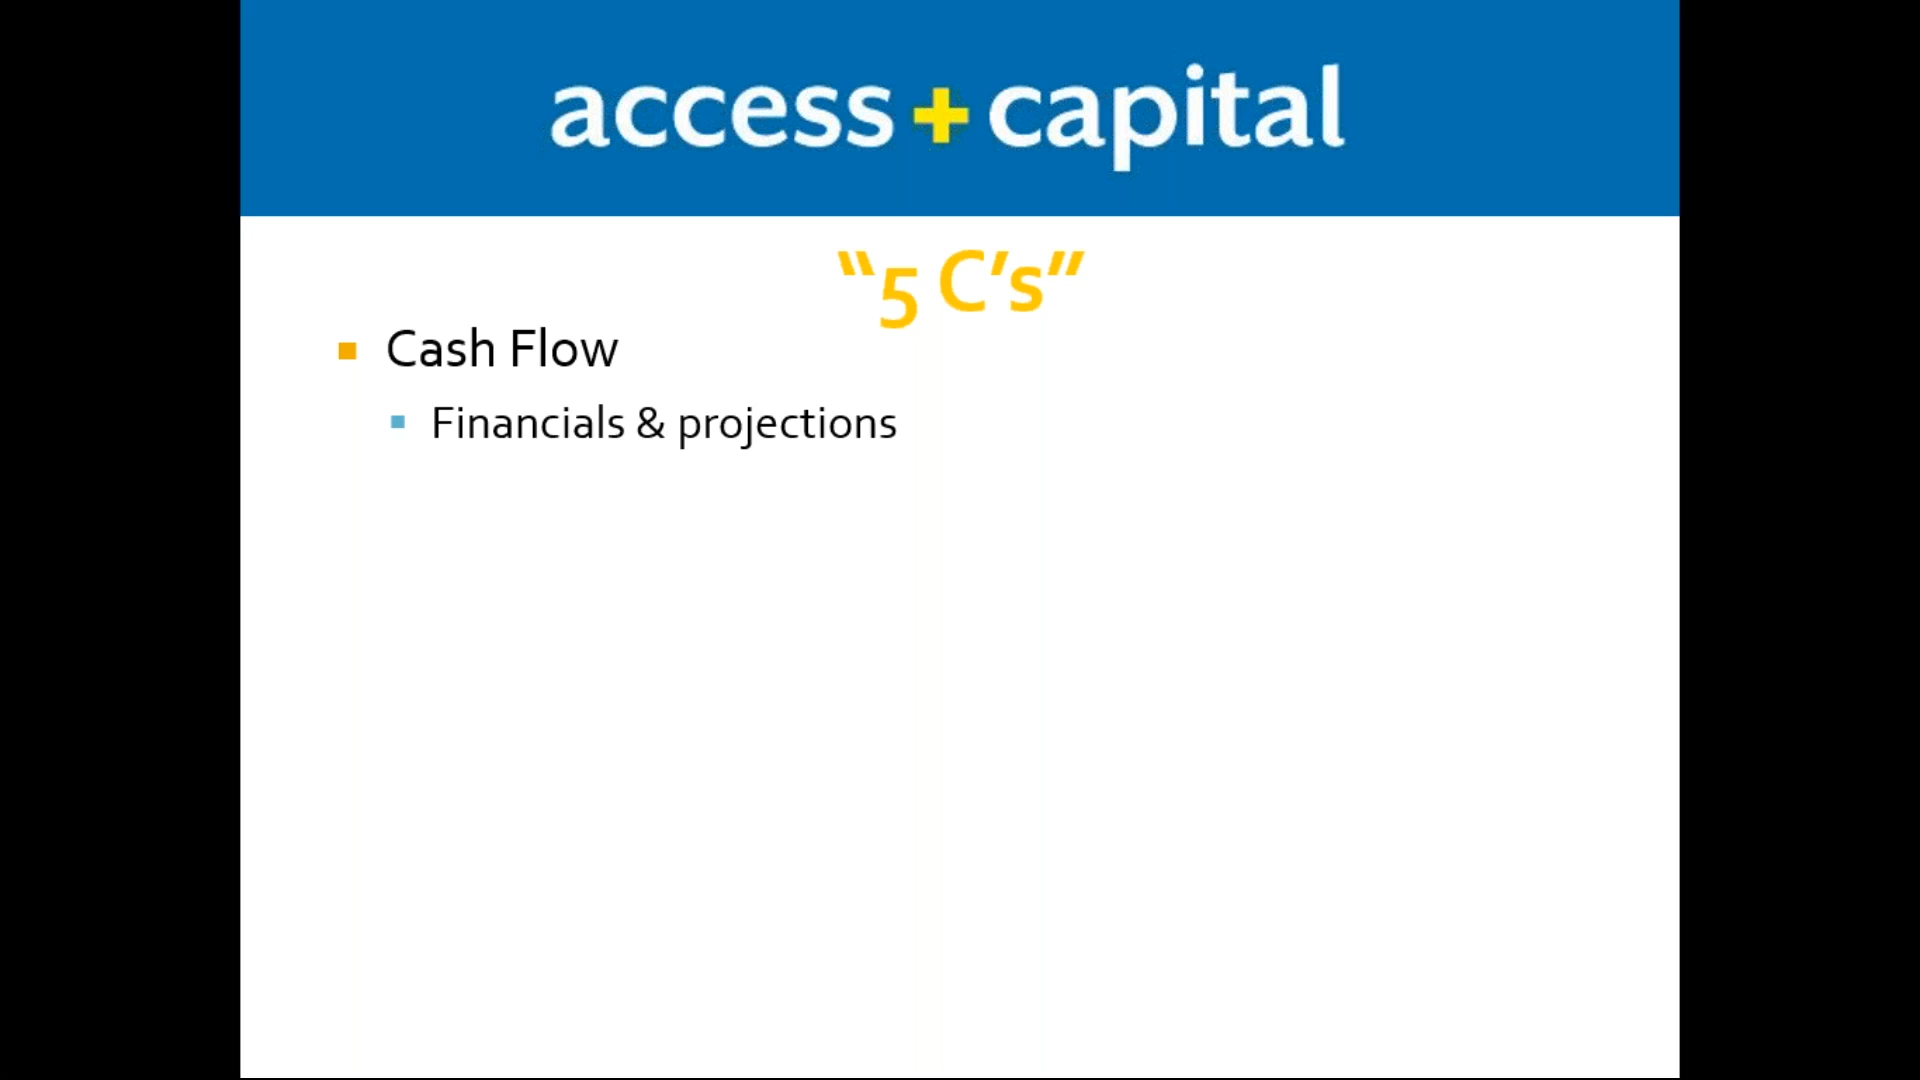 access + capital
“5 C’s”
Cash Flow
Financials & projections